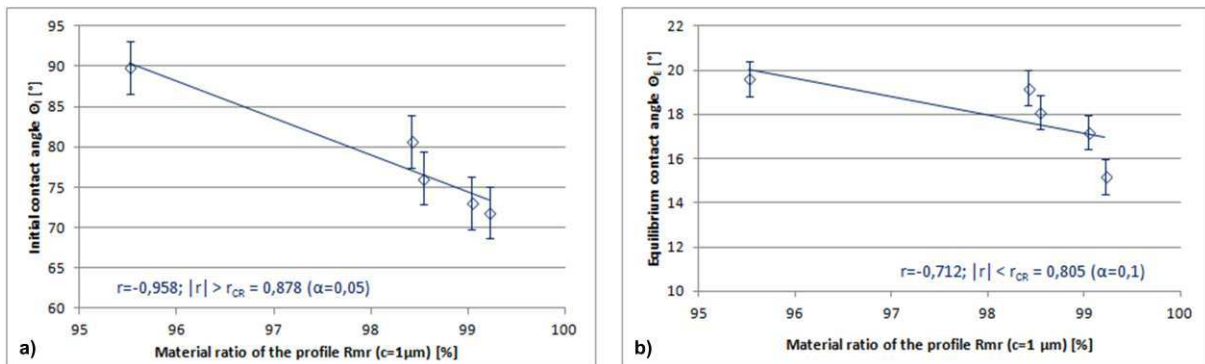 Initial contact angle ΘI [°]
95
90
85
80
75
70
65
60
r=-0,958; |r| > rCR = 0,878 (α=0,05)
95 96 97 98 99 100
a)
Material ratio of the profile Rmr (c=1µm) [%]
Equilibrium contact angle ΘE [°]
22
20
18
16
14
12
10
r=-0,712; |r| < rCR = 0,805 (α=0,1)
95 96 97 98 99 100
b)
Material ratio of the profile Rmr (c=1 µm) [%]